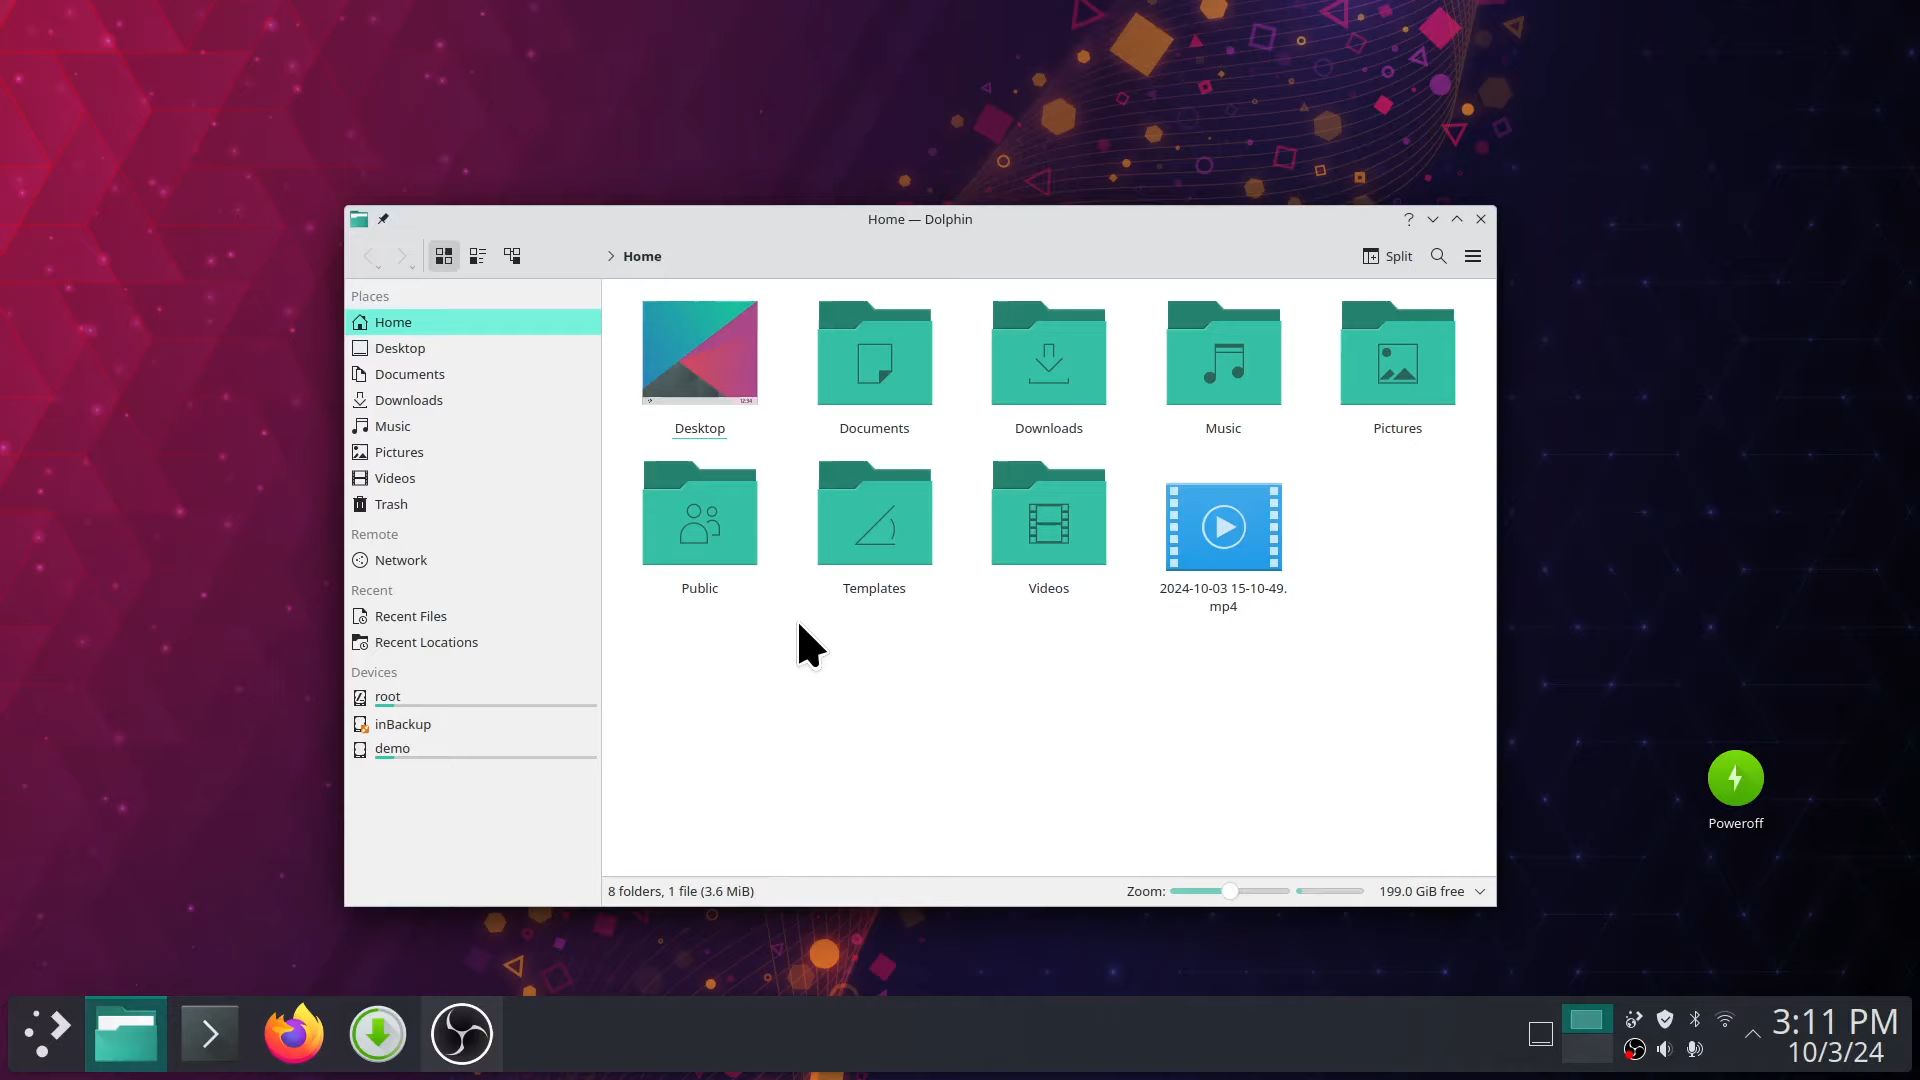 Home — Dolphin
Home
Split
Places
Home
Desktop
Documents
Downloads
Music
Pictures
Videos
Trash
Remote
Network
Recent
Recent Files
Recent Locations
Devices
root
inBackup
demo
Desktop
Documents
Downloads
Music
Pictures
Public
Templates
Videos
2024-10-03 15-10-49.
mp4
8 folders, 1 file (3.6 MiB)
Zoom:
199.0 GiB free
Poweroff
3:11 PM
10/3/24